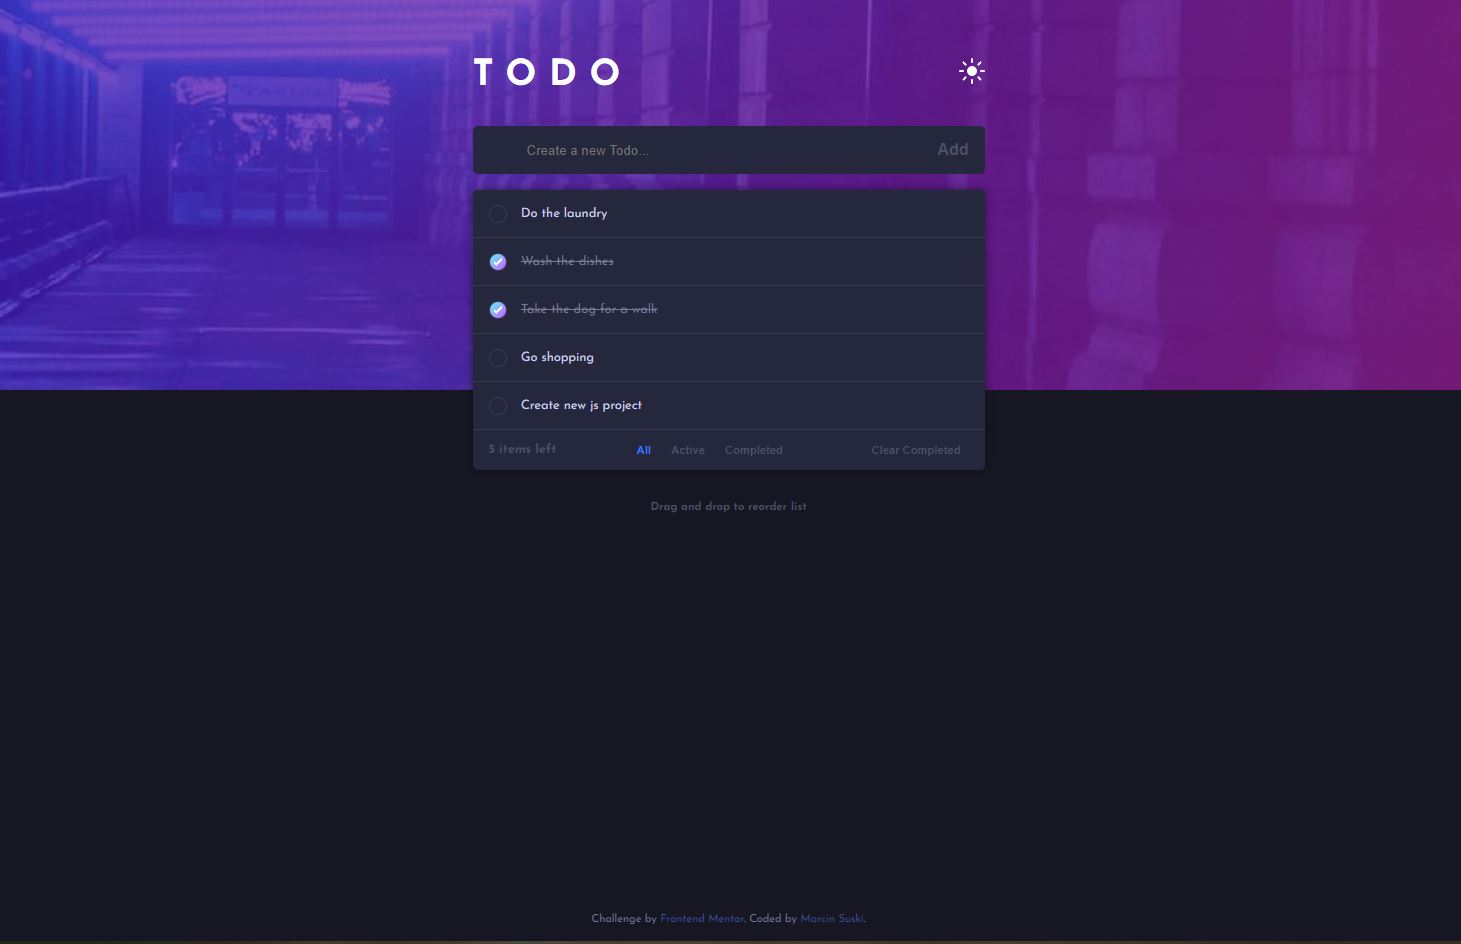 TODO
Create a new Todo...
Add
Do the laundry
Wash the dishes
Take the dog for a walk
Go shopping
Create new js project
5 items left All Active Completed Clear Completed
Drag and drop to reorder list
Challenge by Frontend Mentor. Coded by Marcin Suski.